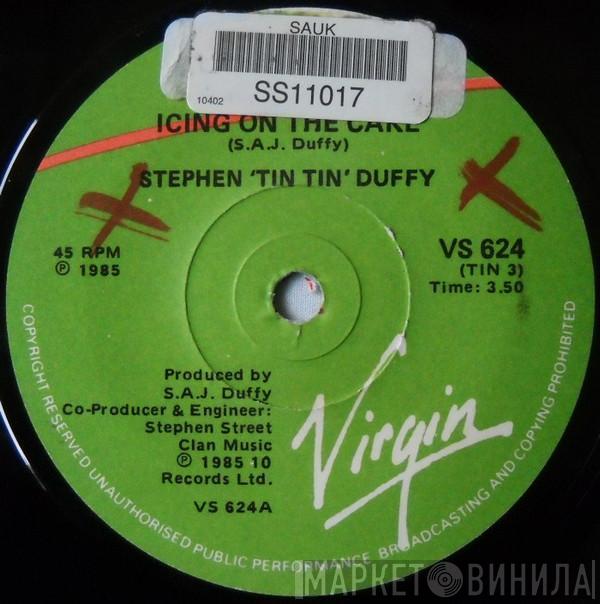 SAUK
10402
SS11017
ICING ON THE CAKE
(S.A.J. Duffy)
STEPHEN 'TIN TIN' DUFFY
45 RPM
Ⓟ 1985
VS 624
(TIN 3)
Time: 3.50
Produced by
S.A.J. Duffy
Co-Producer & Engineer:
Stephen Street
Clan Music
Ⓟ 1985 10
Records Ltd.
VS 624A
Virgin
COPYRIGHT RESERVED UNAUTHORISED PUBLIC PERFORMANCE, BROADCASTING AND COPYING PROHIBITED
МАРКЕТ ВИНИЛА